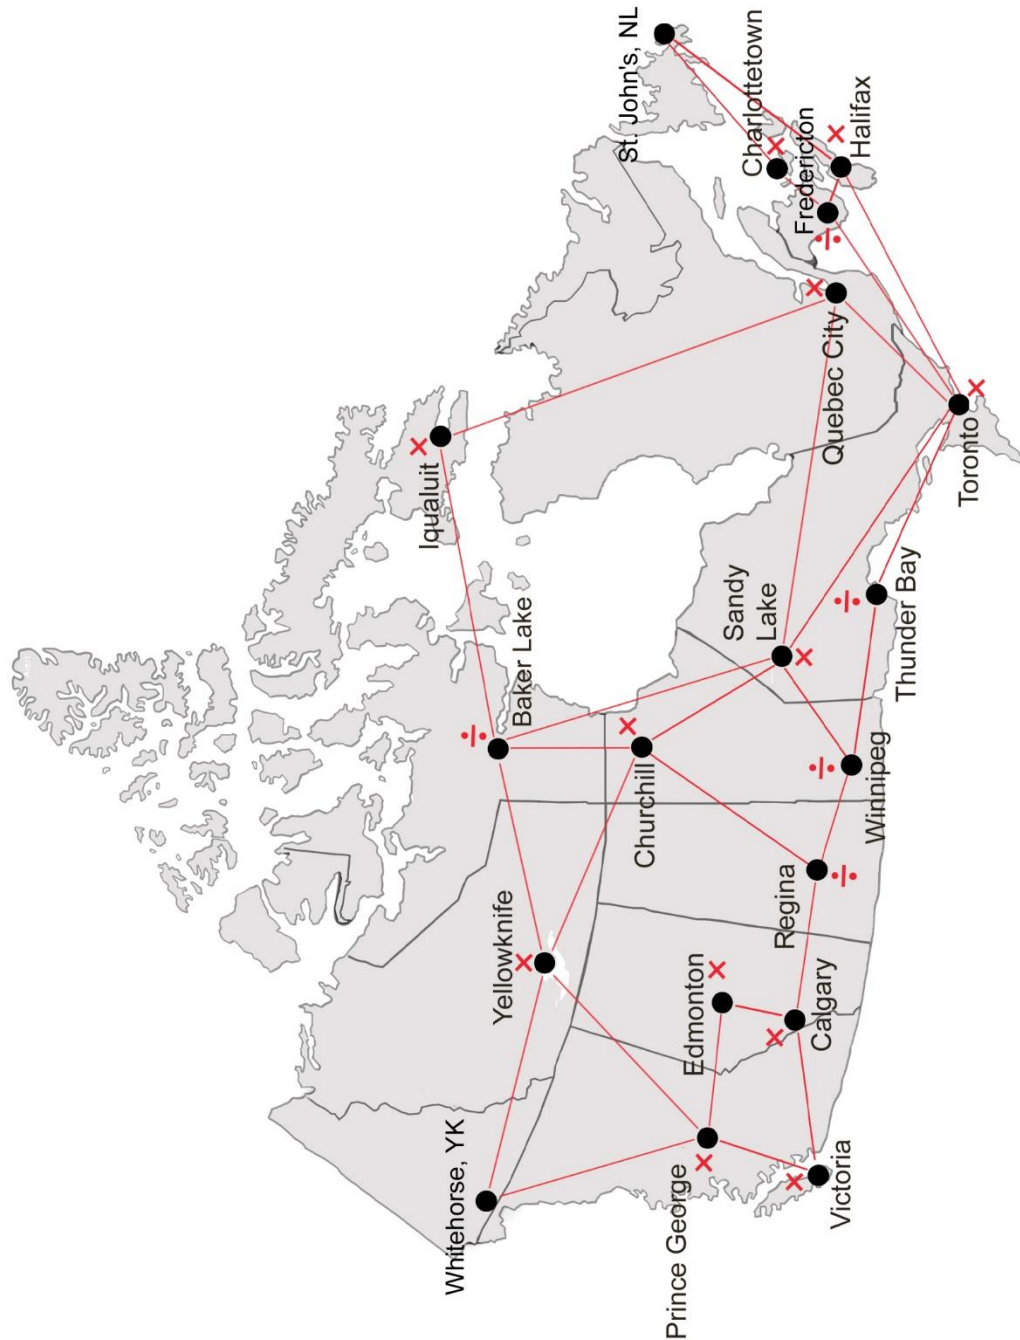 Whitehorse, YK
Yellowknife
Baker Lake
Iqualuit
St. John's, NL
Charlottetown
Fredericton
Halifax
Prince George
Edmonton
Churchill
Sandy
Lake
Quebec City
Victoria
Calgary
Regina
Winnipeg
Thunder Bay
Toronto
×
×
÷
×
×
÷
×
×
×
×
×
×
×
×
÷
÷
÷
×